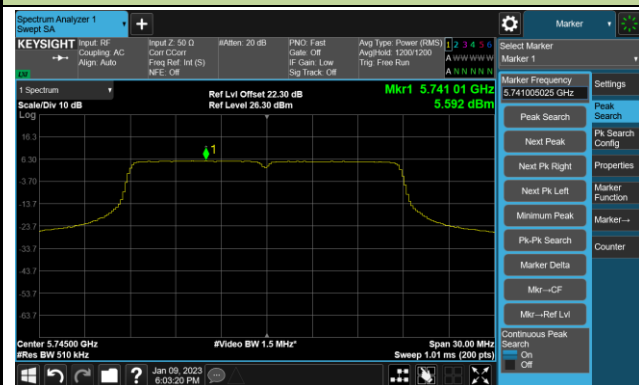 Spectrum Analyzer 1
Swept SA
+
Marker
KEYSIGHT
Input: RF
Coupling: AC
Align: Auto
Input Z: 50 Ω
Corr CCorr
Freq Ref: Int (S)
NFE: Off
#Atten: 20 dB
PNO: Fast
Gate: Off
IF Gain: Low
Sig Track: Off
Avg Type: Power (RMS)
Avg|Hold: 1200/1200
Trig: Free Run
1 2 3 4 5 6
A W W W W W
A N N N N N
LXI
Select Marker
Marker 1
1 Spectrum
Scale/Div 10 dB
Log
Ref Lvl Offset 22.30 dB
Ref Level 26.30 dBm
Mkr1 5.741 01 GHz
5.592 dBm
16.3
6.30
-3.70
-13.7
-23.7
-33.7
-43.7
-53.7
-63.7
1
Center 5.74500 GHz
#Res BW 510 kHz
#Video BW 1.5 MHz*
Span 30.00 MHz
Sweep 1.01 ms (200 pts)
Marker Frequency
5.741005025 GHz
Peak Search
Next Peak
Next Pk Right
Next Pk Left
Minimum Peak
Pk-Pk Search
Marker Delta
Mkr→CF
Mkr→Ref Lvl
Continuous Peak
Search
On
Off
Settings
Peak
Search
Pk Search
Config
Properties
Marker
Function
Marker→
Counter
?
Jan 09, 2023
6:03:20 PM